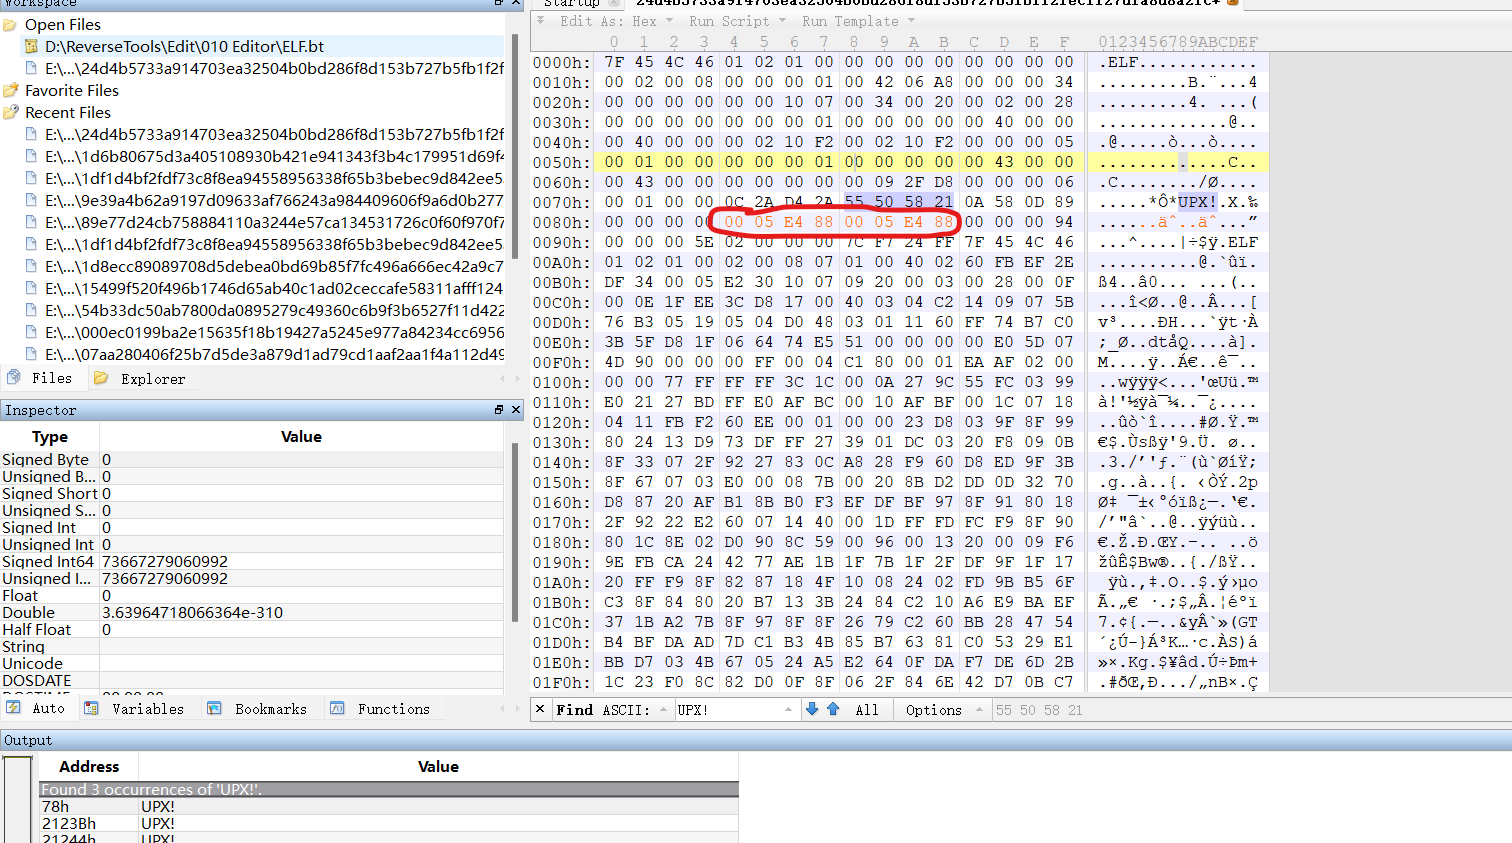 Workspace
Open Files
D:\ReverseTools\Edit\010 Editor\ELF.bt
E:\...\24d4b5733a914703ea32504b0bd286f8d153b727b5fb1f2f
Favorite Files
Recent Files
E:\...\24d4b5733a914703ea32504b0bd286f8d153b727b5fb1f2f
E:\...\1d6b80675d3a405108930b421e941343f3b4c179951d69f4
E:\...\1df1d4bf2fdf73c8f8ea94558956338f65b3bebec9d842ee5
E:\...\9e39a4b62a9197d09633af766243a984409606f9a6d0b277
E:\...\89e77d24cb758884110a3244e57ca134531726c0f60f970f7
E:\...\1df1d4bf2fdf73c8f8ea94558956338f65b3bebec9d842ee5
E:\...\1d8ecc89089708d5debea0bd69b85f7fc496a666ec42a9c7
E:\...\15499f520f496b1746d65ab40c1ad02ceccafe58311afff124
E:\...\54b33dc50ab7800da0895279c49360c6b9f3b6527f11d422
E:\...\000ec0199ba2e15635f18b19427a5245e977a84234cc6956
E:\...\07aa280406f25b7d5de3a879d1ad79cd1aaf2aa1f4a112d49
Files Explorer
Inspector
Type Value
Signed Byte 0
Unsigned B... 0
Signed Short 0
Unsigned S... 0
Signed Int 0
Unsigned Int 0
Signed Int64 73667279060992
Unsigned I... 73667279060992
Float 0
Double 3.63964718066364e-310
Half Float 0
String
Unicode
DOSDATE
Auto Variables Bookmarks Functions
Startup
Edit As: Hex Run Script Run Template
0 1 2 3 4 5 6 7 8 9 A B C D E F 0123456789ABCDEF
0000h: 7F 45 4C 46 01 02 01 00 00 00 00 00 00 00 00 00 .ELF............
0010h: 00 02 00 08 00 00 00 01 00 42 06 A8 00 00 00 34 .........B.¨...4
0020h: 00 00 00 00 00 00 10 07 00 34 00 20 00 02 00 28 .........4. ...(
0030h: 00 00 00 00 00 00 00 01 00 00 00 00 00 40 00 00 .............@..
0040h: 00 40 00 00 00 02 10 F2 00 02 10 F2 00 00 00 05 .@.....ò...ò....
0050h: 00 01 00 00 00 00 00 01 00 00 00 00 00 43 00 00 .............C..
0060h: 00 43 00 00 00 00 00 00 00 09 2F D8 00 00 00 06 .C......../Ø....
0070h: 00 01 00 00 0C 2A D4 2A 55 50 58 21 0A 58 0D 89 .....*Ô*UPX!.X.‰
0080h: 00 00 00 00 00 05 E4 88 00 05 E4 88 00 00 00 94 ......äˆ..äˆ...”
0090h: 00 00 00 5E 02 00 00 00 7C F7 24 FF 7F 45 4C 46 ...^....|÷$ÿ.ELF
00A0h: 01 02 01 00 02 00 08 07 01 00 40 02 60 FB EF 2E ..........@.`ûï.
00B0h: DF 34 00 05 E2 30 10 07 09 20 00 03 00 28 00 0F ß4..â0... ...(..
00C0h: 00 0E 1F EE 3C D8 17 00 40 03 04 C2 14 09 07 5B ...î<Ø..@..Â...[
00D0h: 76 B3 05 19 05 04 D0 48 03 01 11 60 FF 74 B7 C0 v³....ÐH...`ÿt·À
00E0h: 3B 5F D8 1F 06 64 74 E5 51 00 00 00 00 E0 5D 07 ;_Ø..dtåQ....à].
00F0h: 4D 90 00 00 00 FF 00 04 C1 80 00 01 EA AF 02 00 M....ÿ..Á€..ê¯..
0100h: 00 00 77 FF FF FF 3C 1C 00 0A 27 9C 55 FC 03 99 ..wÿÿÿ<...'œUü.™
0110h: E0 21 27 BD FF E0 AF BC 00 10 AF BF 00 1C 07 18 à!'½ÿà¯¼..¯¿....
0120h: 04 11 FB F2 60 EE 00 01 00 00 23 D8 03 9F 8F 99 ..ûò`î....#Ø.Ÿ.™
0130h: 80 24 13 D9 73 DF FF 27 39 01 DC 03 20 F8 09 0B €$.Ùsßÿ'9.Ü. ø..
0140h: 8F 33 07 2F 92 27 83 0C A8 28 F9 60 D8 ED 9F 3B .3./’'ƒ.¨(ù`ØíŸ;
0150h: 8F 67 07 03 E0 00 08 7B 00 20 8B D2 DD 0D 32 70 .g..à..{. ‹ÒÝ.2p
0160h: D8 87 20 AF B1 8B B0 F3 EF DF BF 97 8F 91 80 18 Ø‡ ¯±‹°óïß¿—.‘€.
0170h: 2F 92 22 E2 60 07 14 40 00 1D FF FD FC F9 8F 90 /’"â`..@..ÿýüù..
0180h: 80 1C 8E 02 D0 90 8C 59 00 96 00 13 20 00 09 F6 €.Ž.Ð.ŒY.–.. ..ö
0190h: 9E FB CA 24 42 77 AE 1B 1F 7B 1F 2F DF 9F 1F 17 žûÊ$Bw®..{./ßŸ..
01A0h: 20 FF F9 8F 82 87 18 4F 10 08 24 02 FD 9B B5 6F  ÿù.‚‡.O..$.ý›µo
01B0h: C3 8F 84 80 20 B7 13 3B 24 84 C2 10 A6 E9 BA EF Ã.„€ ·.;$„Â.¦éºï
01C0h: 37 1B A2 7B 8F 97 8F 8F 26 79 C2 60 BB 28 47 54 7.¢{.—..&yÂ`»(GT
01D0h: B4 BF DA AD 7D C1 B3 4B 85 B7 63 81 C0 53 29 E1 ´¿Ú-}Á³K…·c.ÀS)á
01E0h: BB D7 03 4B 67 05 24 A5 E2 64 0F DA F7 DE 6D 2B »×.Kg.$¥âd.Ú÷Þm+
01F0h: 1C 23 F0 8C 82 D0 0F 8F 06 2F 84 6E 42 D7 0B C7 .#ðŒ‚Ð.../„nB×.Ç
Find ASCII: UPX! All Options 55 50 58 21
Output
Address Value
Found 3 occurrences of 'UPX!'.
78h UPX!
2123Bh UPX!
21244h UPX!